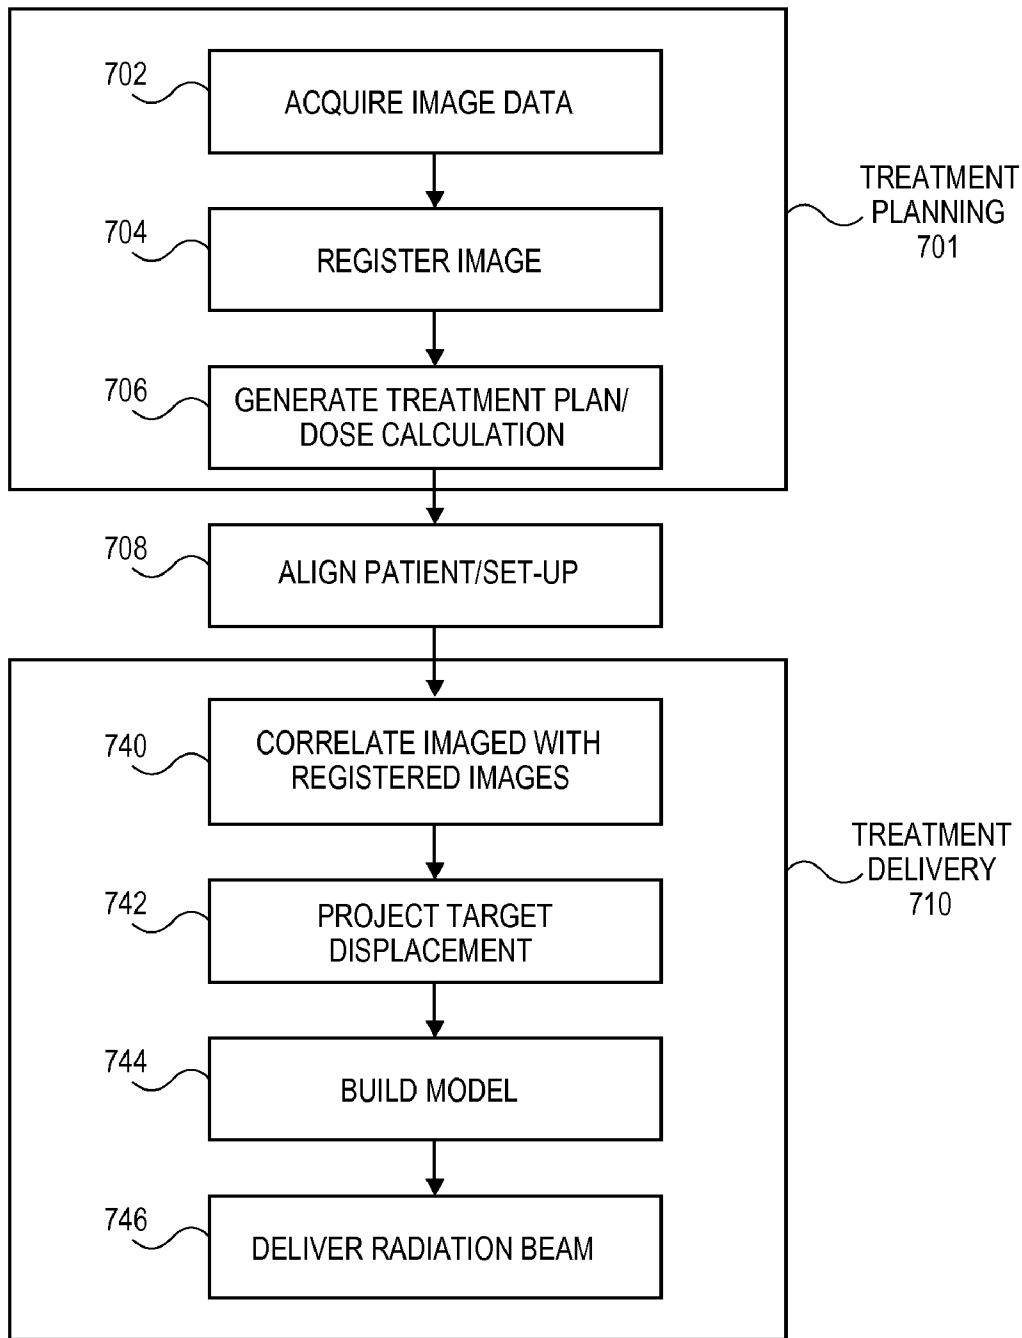 702
ACQUIRE IMAGE DATA
704
REGISTER IMAGE
TREATMENT
PLANNING
701
706
GENERATE TREATMENT PLAN/
DOSE CALCULATION
708
ALIGN PATIENT/SET-UP
740
CORRELATE IMAGED WITH
REGISTERED IMAGES
742
PROJECT TARGET
DISPLACEMENT
TREATMENT
DELIVERY
710
744
BUILD MODEL
746
DELIVER RADIATION BEAM